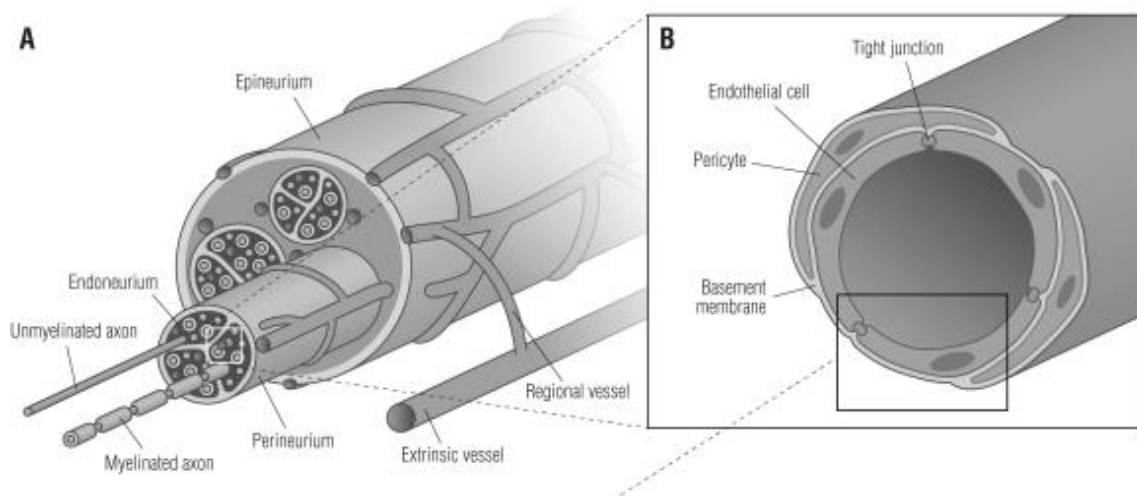 A
Epineurium
Endoneurium
Unmyelinated axon
Myelinated axon
Perineurium
Regional vessel
Extrinsic vessel
B
Tight junction
Endothelial cell
Pericyte
Basement
membrane